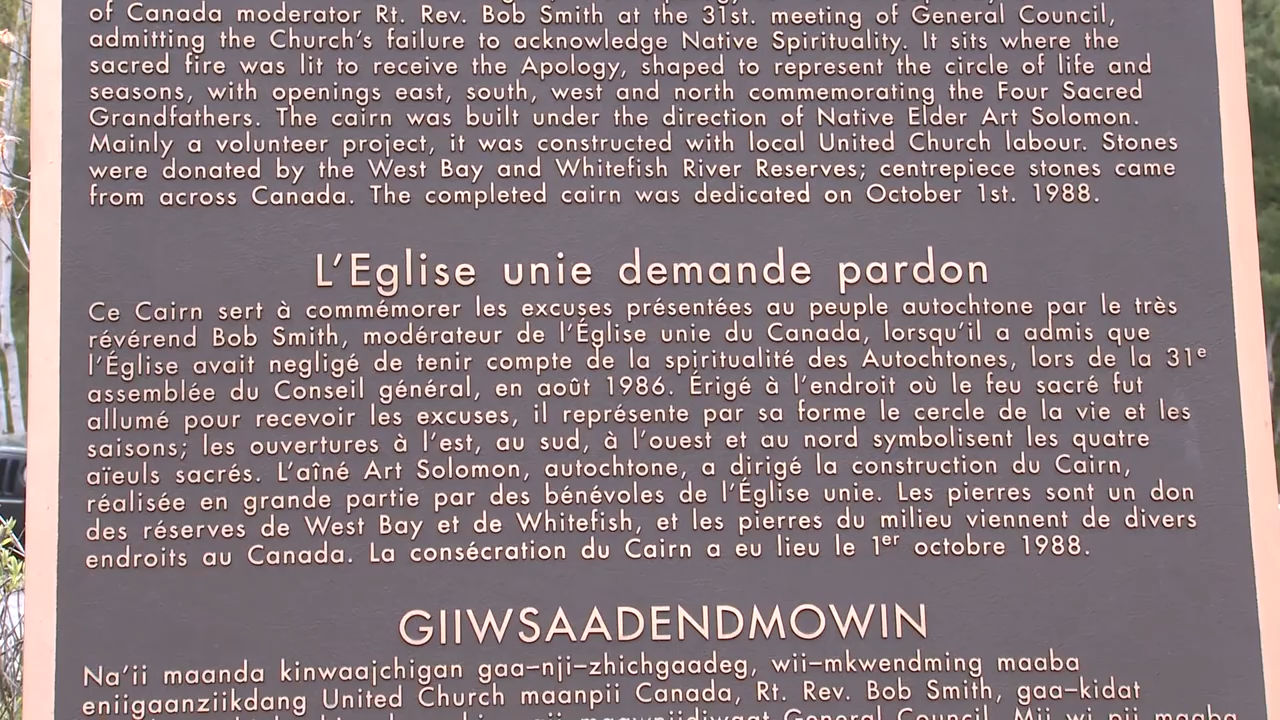 of Canada moderator Rt. Rev. Bob Smith at the 31st. meeting of General Council,
admitting the Church's failure to acknowledge Native Spirituality. It sits where the
sacred fire was lit to receive the Apology, shaped to represent the circle of life and
seasons, with openings east, south, west and north commemorating the Four Sacred
Grandfathers. The cairn was built under the direction of Native Elder Art Solomon.
Mainly a volunteer project, it was constructed with local United Church labour. Stones
were donated by the West Bay and Whitefish River Reserves; centrepiece stones came
from across Canada. The completed cairn was dedicated on October 1st. 1988.
L'Eglise unie demande pardon
Ce Cairn sert à commémorer les excuses présentées au peuple autochtone par le très
révérend Bob Smith, modérateur de l'Église unie du Canada, lorsqu'il a admis que
l'Église avait negligé de tenir compte de la spiritualité des Autochtones, lors de la 31e
assemblée du Conseil général, en août 1986. Érigé à l'endroit où le feu sacré fut
allumé pour recevoir les excuses, il représente par sa forme le cercle de la vie et les
saisons; les ouvertures à l'est, au sud, à l'ouest et au nord symbolisent les quatre
aïeuls sacrés. L'aîné Art Solomon, autochtone, a dirigé la construction du Cairn,
réalisée en grande partie par des bénévoles de l'Église unie. Les pierres sont un don
des réserves de West Bay et de Whitefish, et les pierres du milieu viennent de divers
endroits au Canada. La consécration du Cairn a eu lieu le 1er octobre 1988.
GIIWSAADENDMOWIN
Na'ii maanda kinwaajchigan gaa-nji-zhichgaadeg, wii-mkwendming maaba
eniigaanziikdang United Church maanpii Canada, Rt. Rev. Bob Smith, gaa-kidat
maawnjidiwaat General Council. Mii wi pii maaba